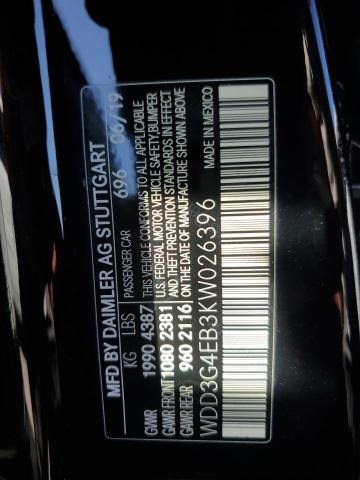 MFD BY DAIMLER AG STUTTGART
PASSENGER CAR 696 06/19
KG LBS
GVWR 1990 4387
GAWR FRONT 1080 2381
GAWR REAR 960 2116
THIS VEHICLE CONFORMS TO ALL APPLICABLE
U.S. FEDERAL MOTOR VEHICLE SAFETY,BUMPER
AND THEFT PREVENTION STANDARDS IN EFFECT
ON THE DATE OF MANUFACTURE SHOWN ABOVE
WDD3G4EB3KW026396 MADE IN MEXICO